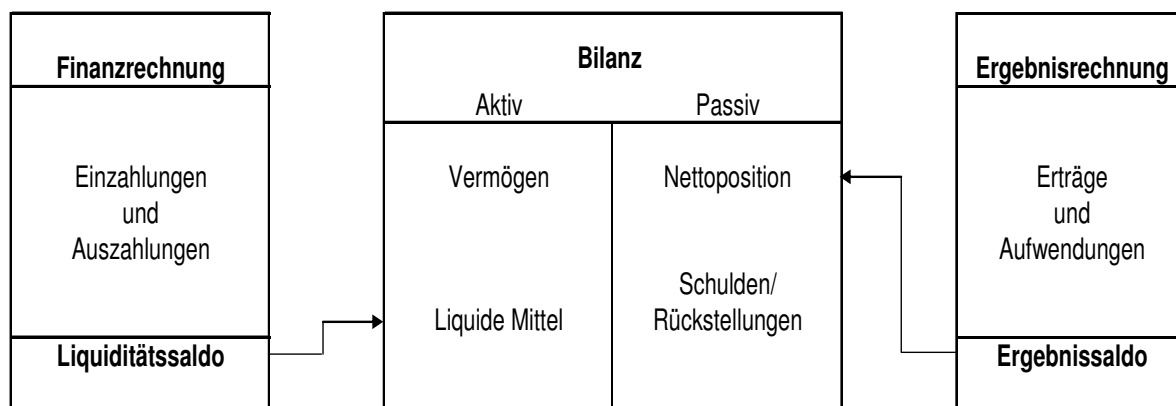 Finanzrechnung
Einzahlungen
und
Auszahlungen
Liquiditätssaldo
Bilanz
Aktiv Passiv
Vermögen Nettoposition
Schulden/
Liquide Mittel Rückstellungen
Ergebnisrechnung
Erträge
und
Aufwendungen
Ergebnissaldo